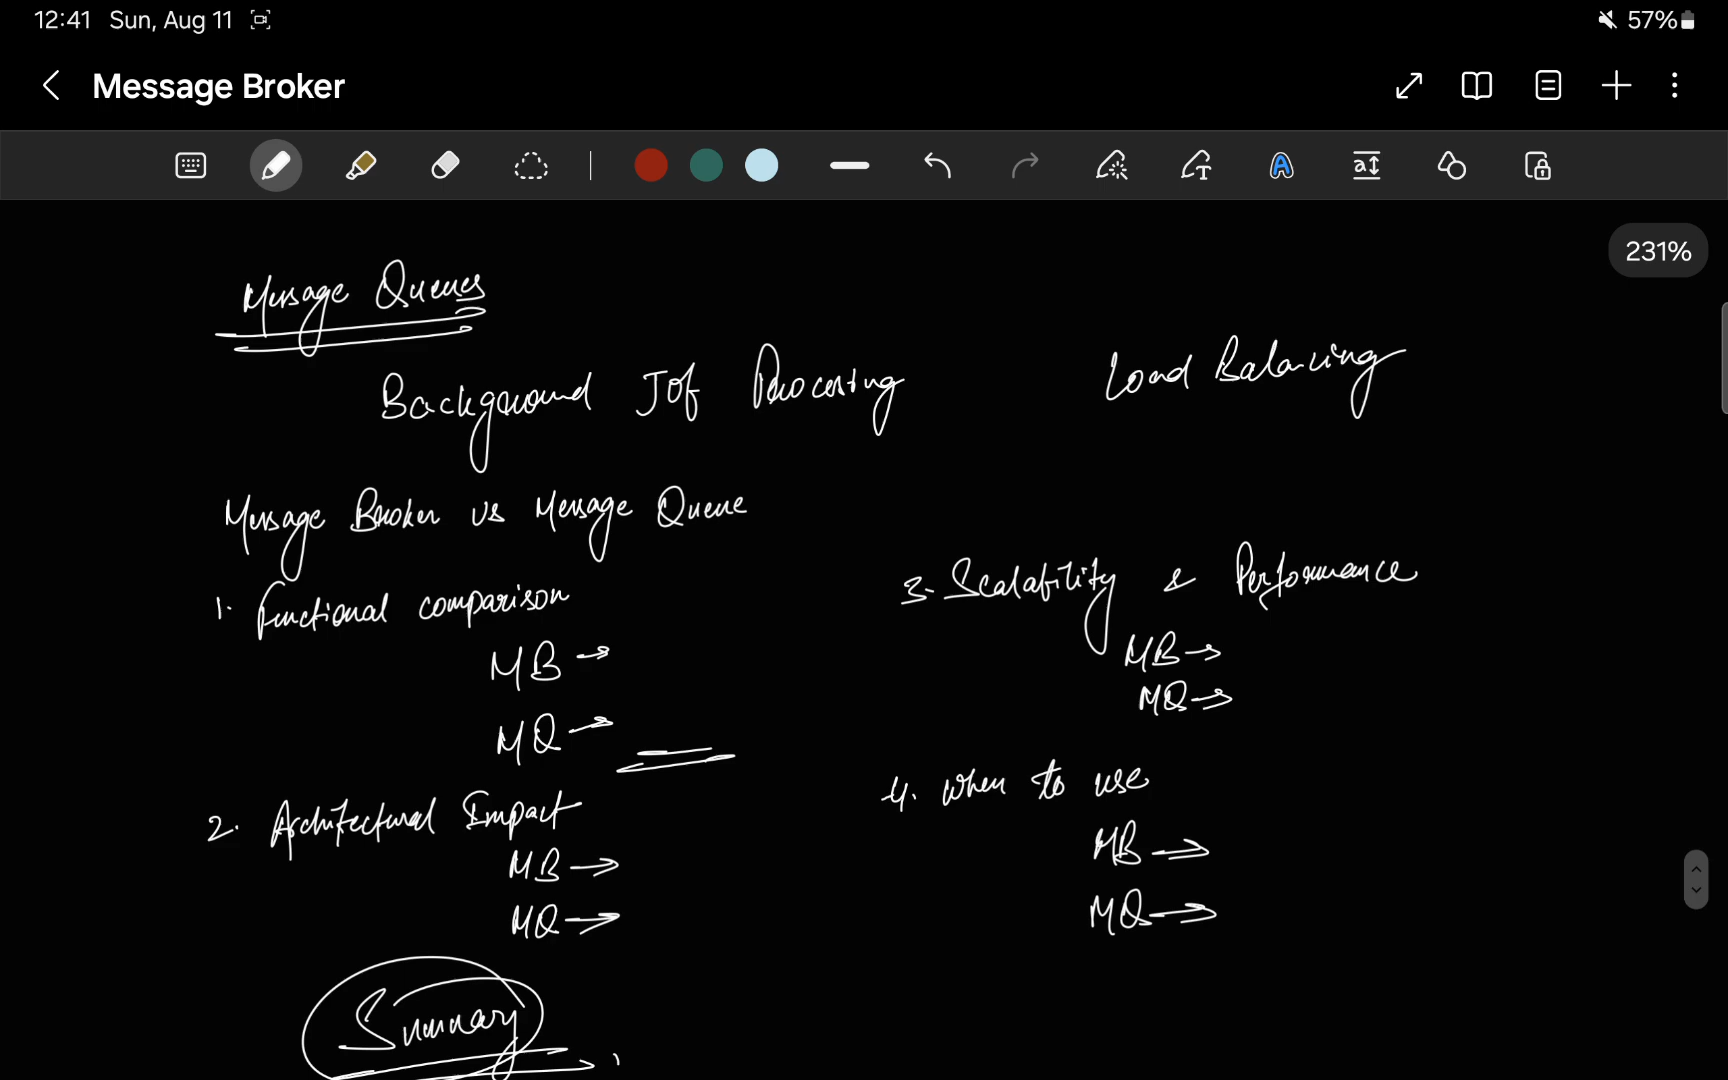 12:41 Sun, Aug 11
57%
Message Broker
231%
Message Queues
Background Job Processing
Load Balancing
Message Broker vs Message Queue
1. Functional comparison
MB →
MQ →
2. Architectural Impact
MB →
MQ →
3. Scalability & Performance
MB →
MQ →
4. When to use
MB →
MQ →
Summary